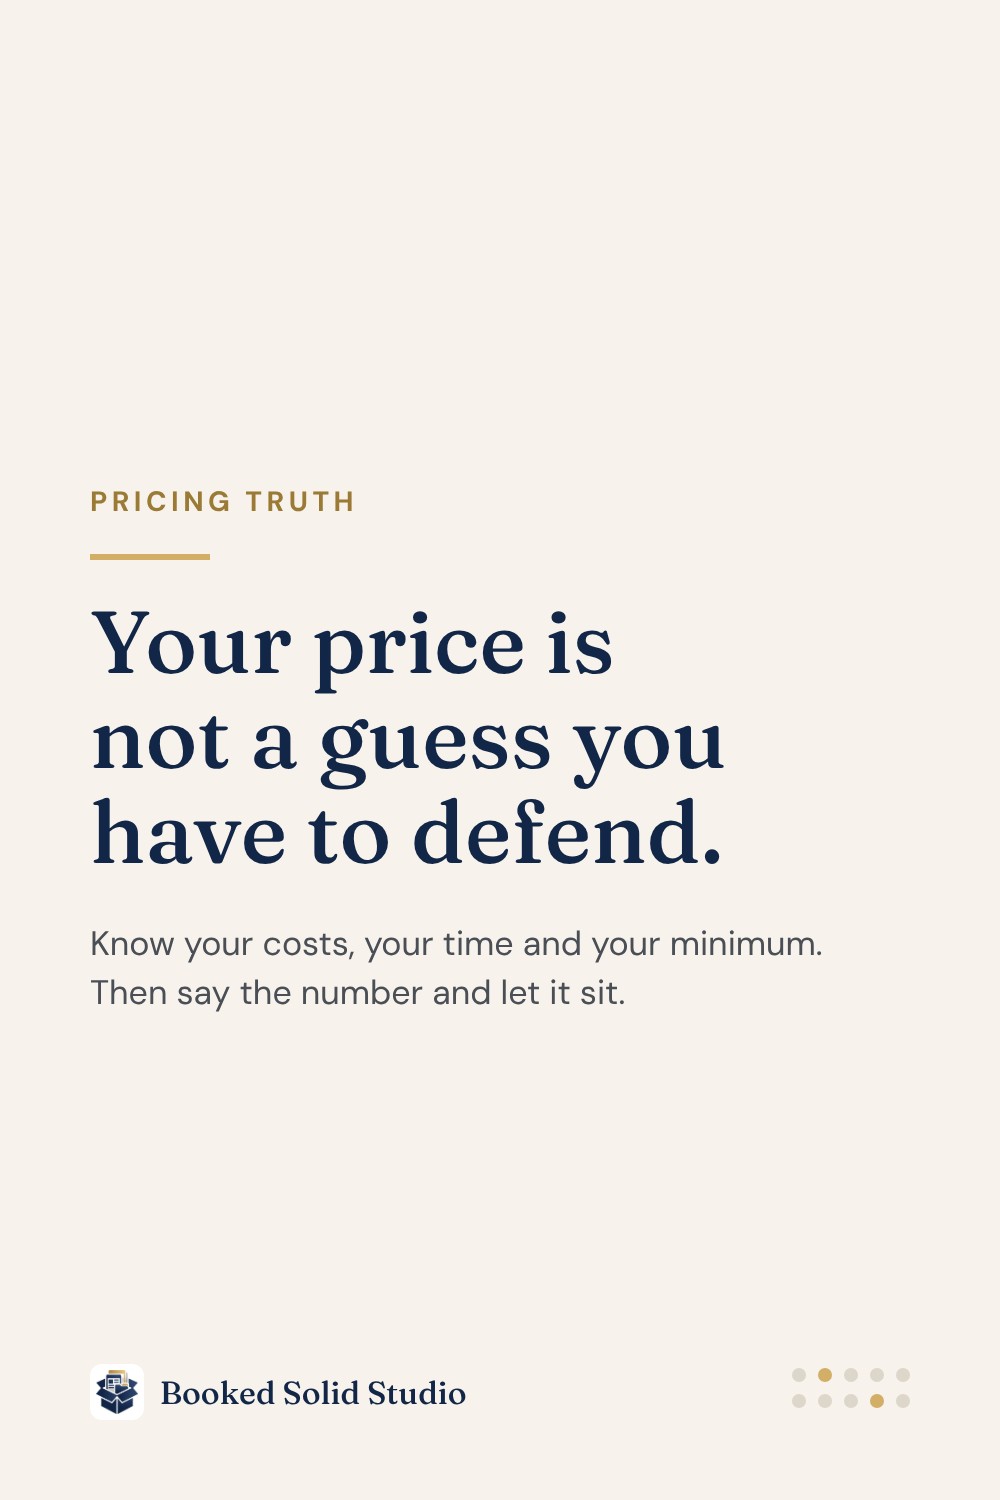 PRICING TRUTH
Your price is
not a guess you
have to defend.
Know your costs, your time and your minimum.
Then say the number and let it sit.
Booked Solid Studio